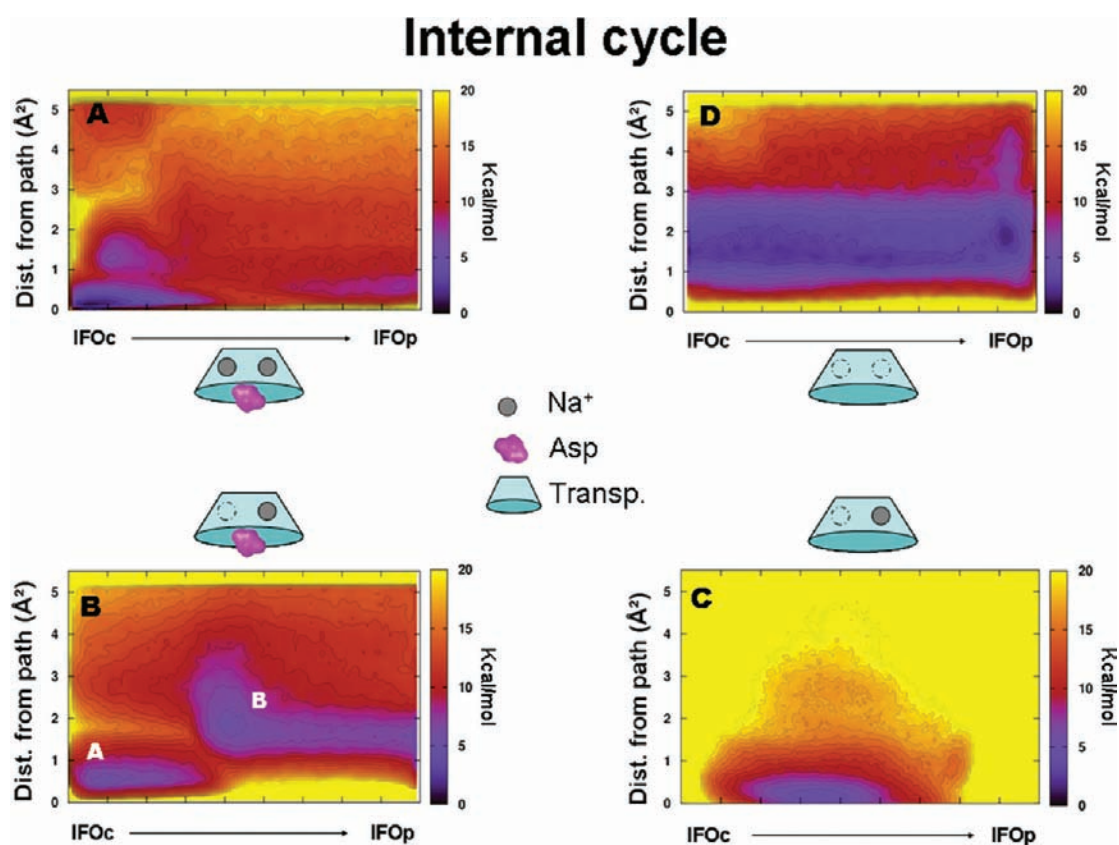 Internal cycle
A
Dist. from path (Å²)
5
4
3
2
1
0
20
15
10
5
0
Kcal/mol
IFOc
IFOp
D
Dist. from path (Å²)
5
4
3
2
1
0
20
15
10
5
0
Kcal/mol
IFOc
IFOp
Na⁺
Asp
Transp.
B
Dist. from path (Å²)
5
4
3
2
1
0
A
B
20
15
10
5
0
Kcal/mol
IFOc
IFOp
C
Dist. from path (Å²)
5
4
3
2
1
0
20
15
10
5
0
Kcal/mol
IFOc
IFOp